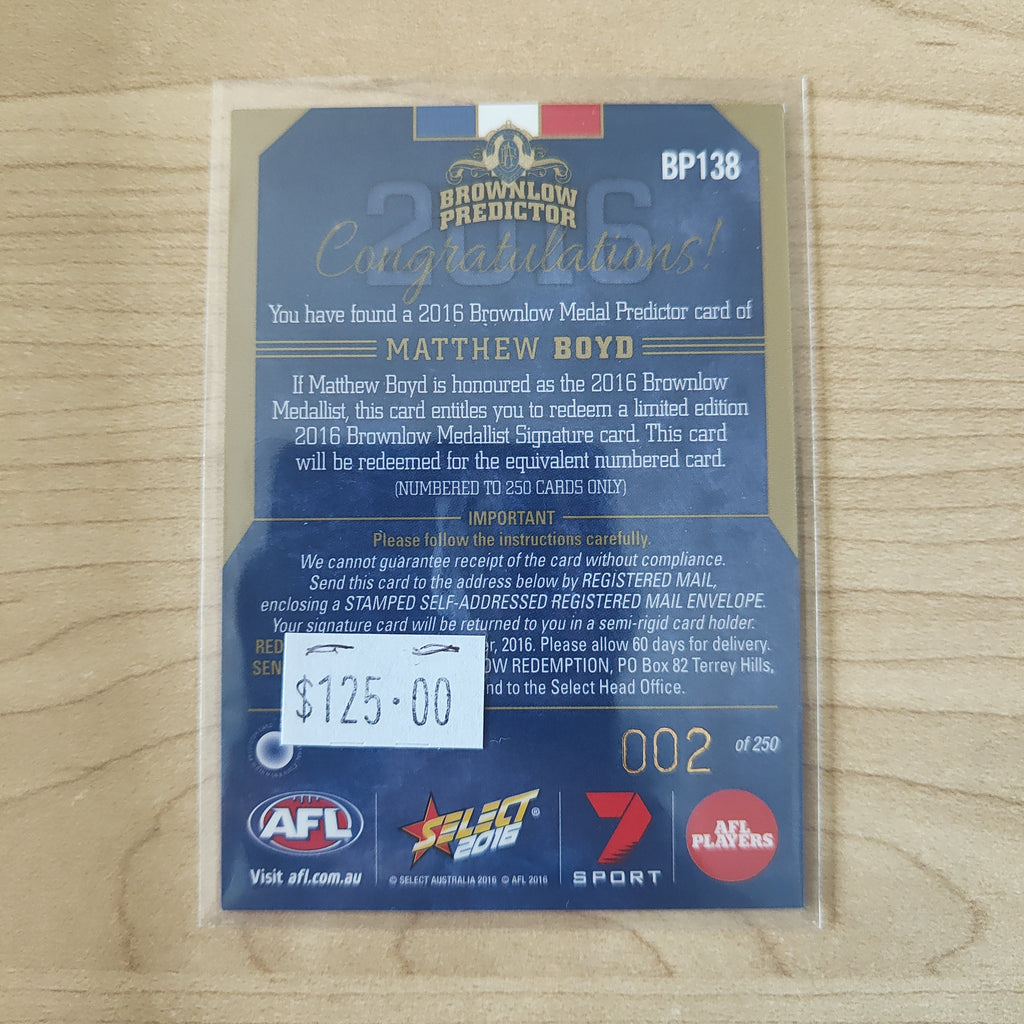 BP138
2016
BROWNLOW
PREDICTOR
Congratulations!
You have found a 2016 Brownlow Medal Predictor card of
MATTHEW BOYD
If Matthew Boyd is honoured as the 2016 Brownlow
Medallist, this card entitles you to redeem a limited edition
2016 Brownlow Medallist Signature card. This card
will be redeemed for the equivalent numbered card.
(NUMBERED TO 250 CARDS ONLY)
IMPORTANT
Please follow the instructions carefully.
We cannot guarantee receipt of the card without compliance.
Send this card to the address below by REGISTERED MAIL,
enclosing a STAMPED SELF-ADDRESSED REGISTERED MAIL ENVELOPE.
Your signature card will be returned to you in a semi-rigid card holder.
RED er, 2016. Please allow 60 days for delivery.
SEN OW REDEMPTION, PO Box 82 Terrey Hills,
nd to the Select Head Office.
$125.00
002 of 250
AFL
SELECT®
2016
7
AFL
PLAYERS
Visit afl.com.au
© SELECT AUSTRALIA 2016 © AFL 2016
SPORT